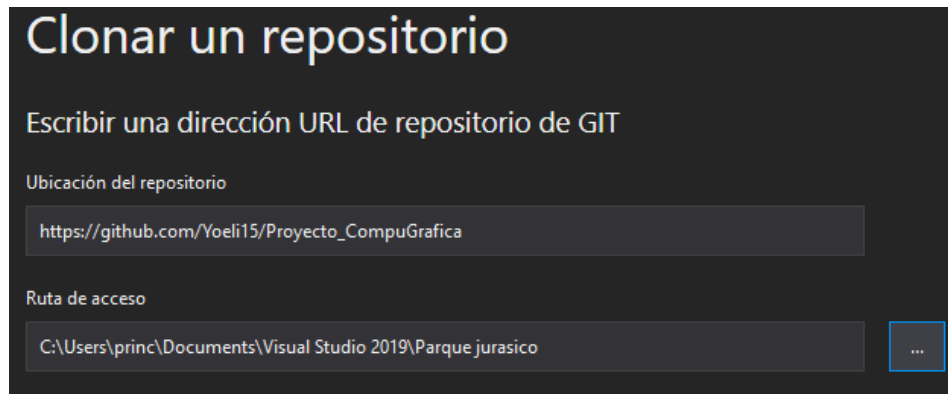 Clonar un repositorio
Escribir una dirección URL de repositorio de GIT
Ubicación del repositorio
https://github.com/Yoeli15/Proyecto_CompuGrafica
Ruta de acceso
C:\Users\princ\Documents\Visual Studio 2019\Parque jurasico
...